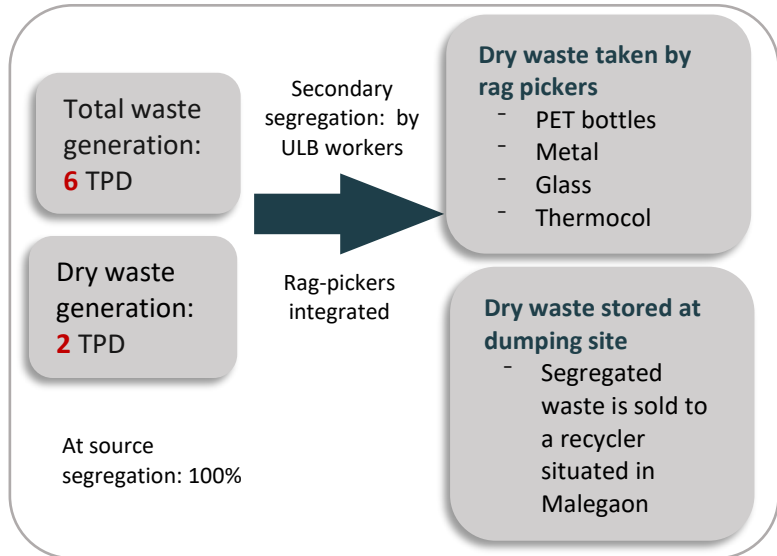 Total waste
generation:
6 TPD
Dry waste
generation:
2 TPD
At source
segregation: 100%
Secondary
segregation:  by
ULB workers
Rag-pickers
integrated
Dry waste taken by
rag pickers
- PET bottles
- Metal
- Glass
- Thermocol
Dry waste stored at
dumping site
- Segregated
waste is sold to
a recycler
situated in
Malegaon